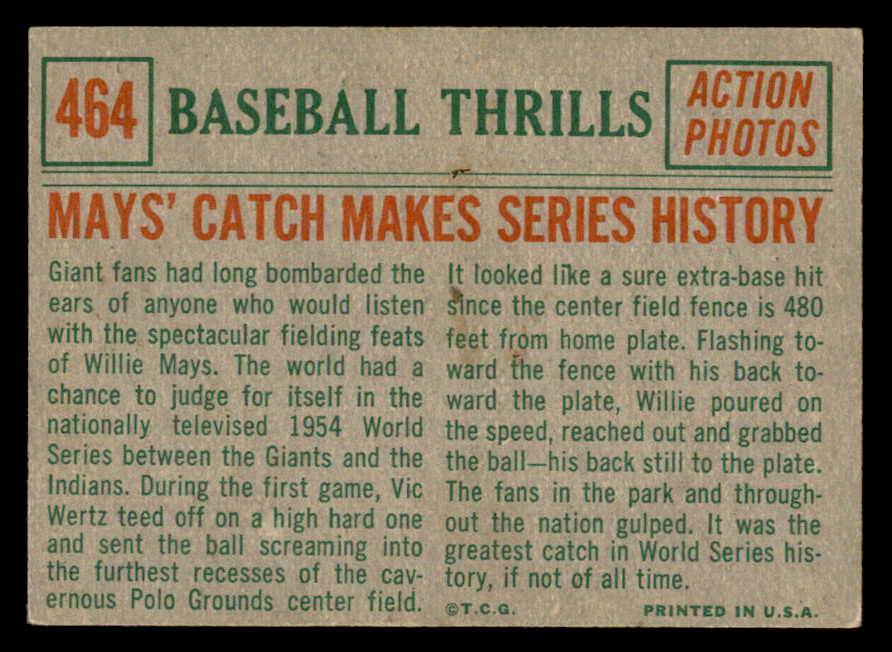 464
BASEBALL THRILLS
ACTION
PHOTOS
MAYS' CATCH MAKES SERIES HISTORY
Giant fans had long bombarded the
ears of anyone who would listen
with the spectacular fielding feats
of Willie Mays. The world had a
chance to judge for itself in the
nationally televised 1954 World
Series between the Giants and the
Indians. During the first game, Vic
Wertz teed off on a high hard one
and sent the ball screaming into
the furthest recesses of the cav-
ernous Polo Grounds center field.
It looked like a sure extra-base hit
since the center field fence is 480
feet from home plate. Flashing to-
ward the fence with his back to-
ward the plate, Willie poured on
the speed, reached out and grabbed
the ball—his back still to the plate.
The fans in the park and through-
out the nation gulped. It was the
greatest catch in World Series his-
tory, if not of all time.
©T.C.G.
PRINTED IN U.S.A.